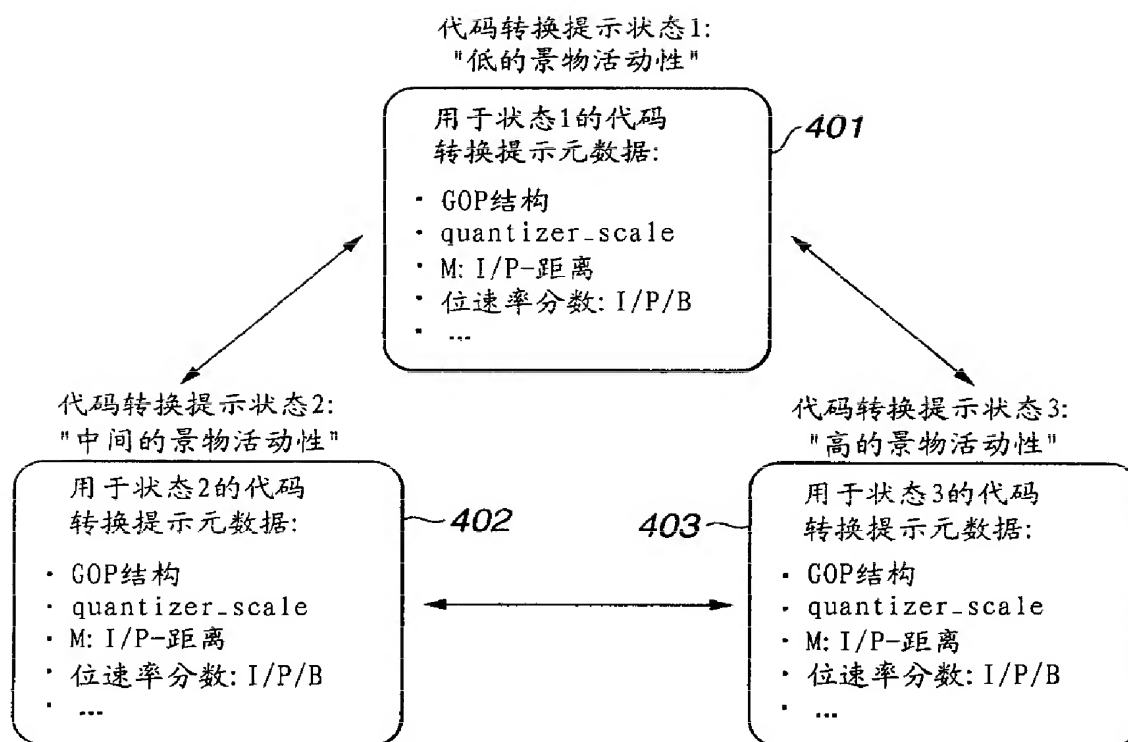 代码转换提示状态1:
"低的景物活动性"
用于状态1的代码
转换提示元数据:
401
· GOP结构
· quantizer_scale
· M: I/P-距离
· 位速率分数: I/P/B
· ...
代码转换提示状态2:
"中间的景物活动性"
用于状态2的代码
转换提示元数据:
402
· GOP结构
· quantizer_scale
· M: I/P-距离
· 位速率分数: I/P/B
· ...
代码转换提示状态3:
"高的景物活动性"
用于状态3的代码
转换提示元数据:
403
· GOP结构
· quantizer_scale
· M: I/P-距离
· 位速率分数: I/P/B
· ...